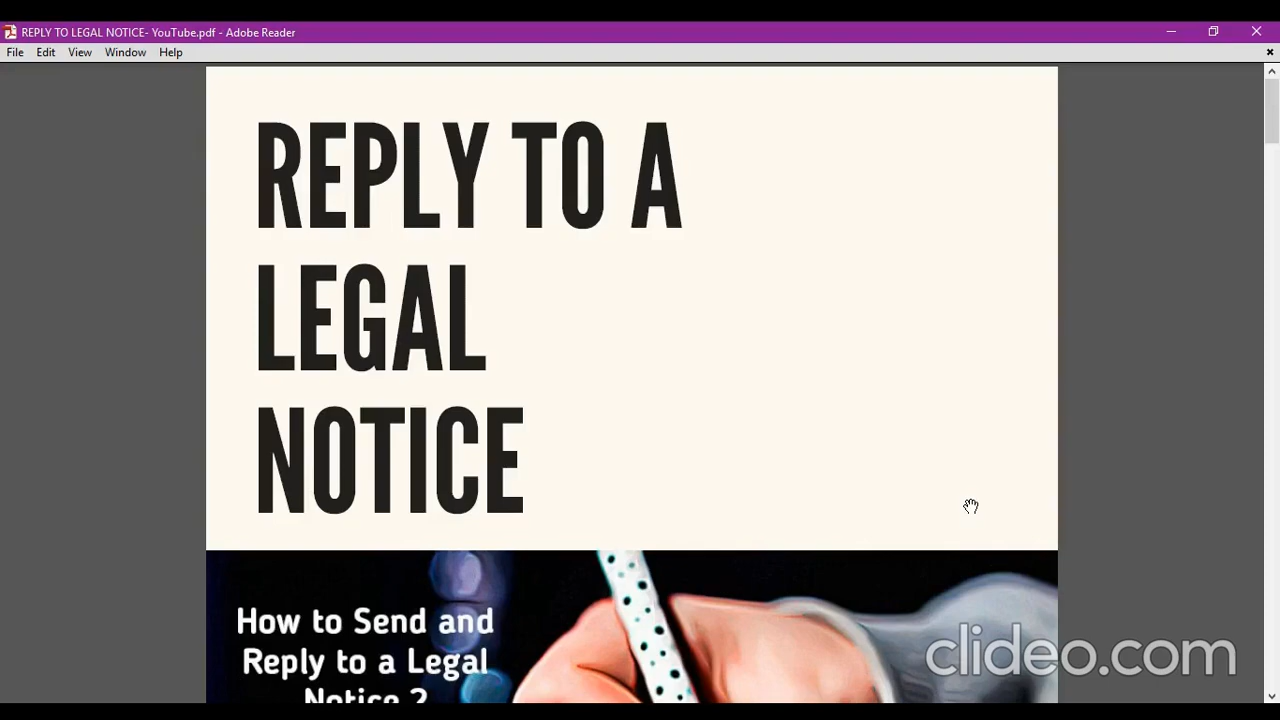 REPLY TO LEGAL NOTICE- YouTube.pdf - Adobe Reader
File Edit View Window Help
REPLY TO A
LEGAL
NOTICE
How to Send and
Reply to a Legal
Notice ?
clideo.com